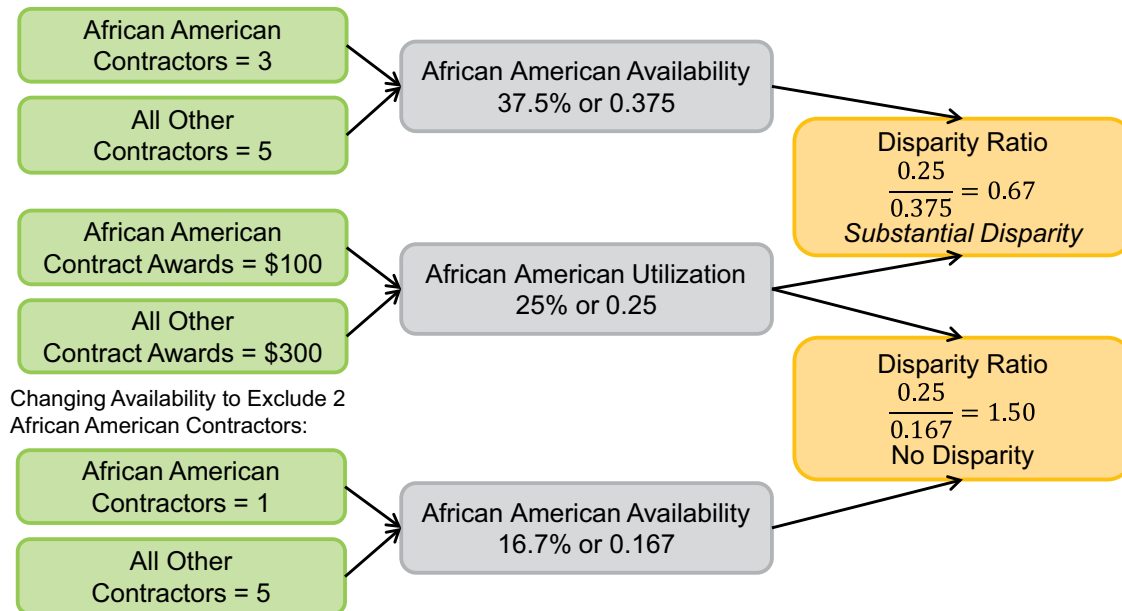 African American
Contractors = 3
All Other
Contractors = 5
African American Availability
37.5% or 0.375
Disparity Ratio
0.25
0.375
= 0.67
Substantial Disparity
African American
Contract Awards = $100
All Other
Contract Awards = $300
African American Utilization
25% or 0.25
Disparity Ratio
0.25
0.167
= 1.50
No Disparity
Changing Availability to Exclude 2
African American Contractors:
African American
Contractors = 1
All Other
Contractors = 5
African American Availability
16.7% or 0.167